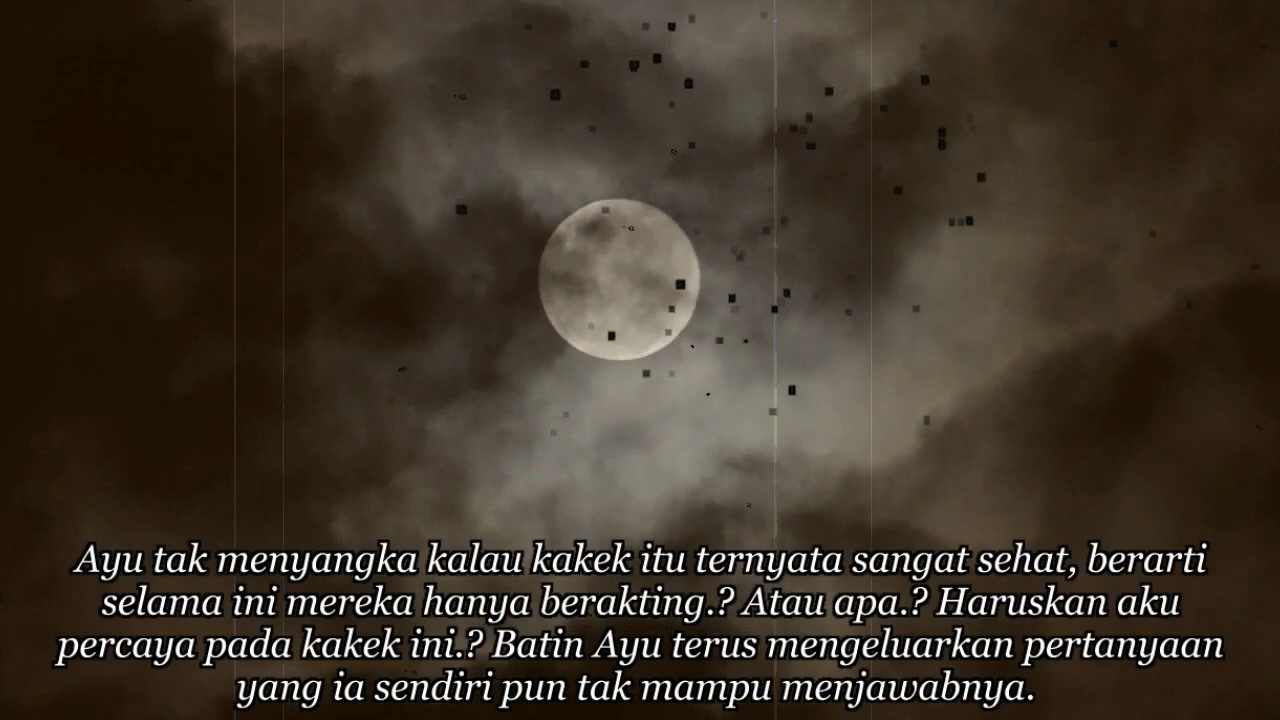 Ayu tak menyangka kalau kakek itu ternyata sangat sehat, berarti
selama ini mereka hanya berakting.? Atau apa.? Haruskan aku
percaya pada kakek ini.? Batin Ayu terus mengeluarkan pertanyaan
yang ia sendiri pun tak mampu menjawabnya.